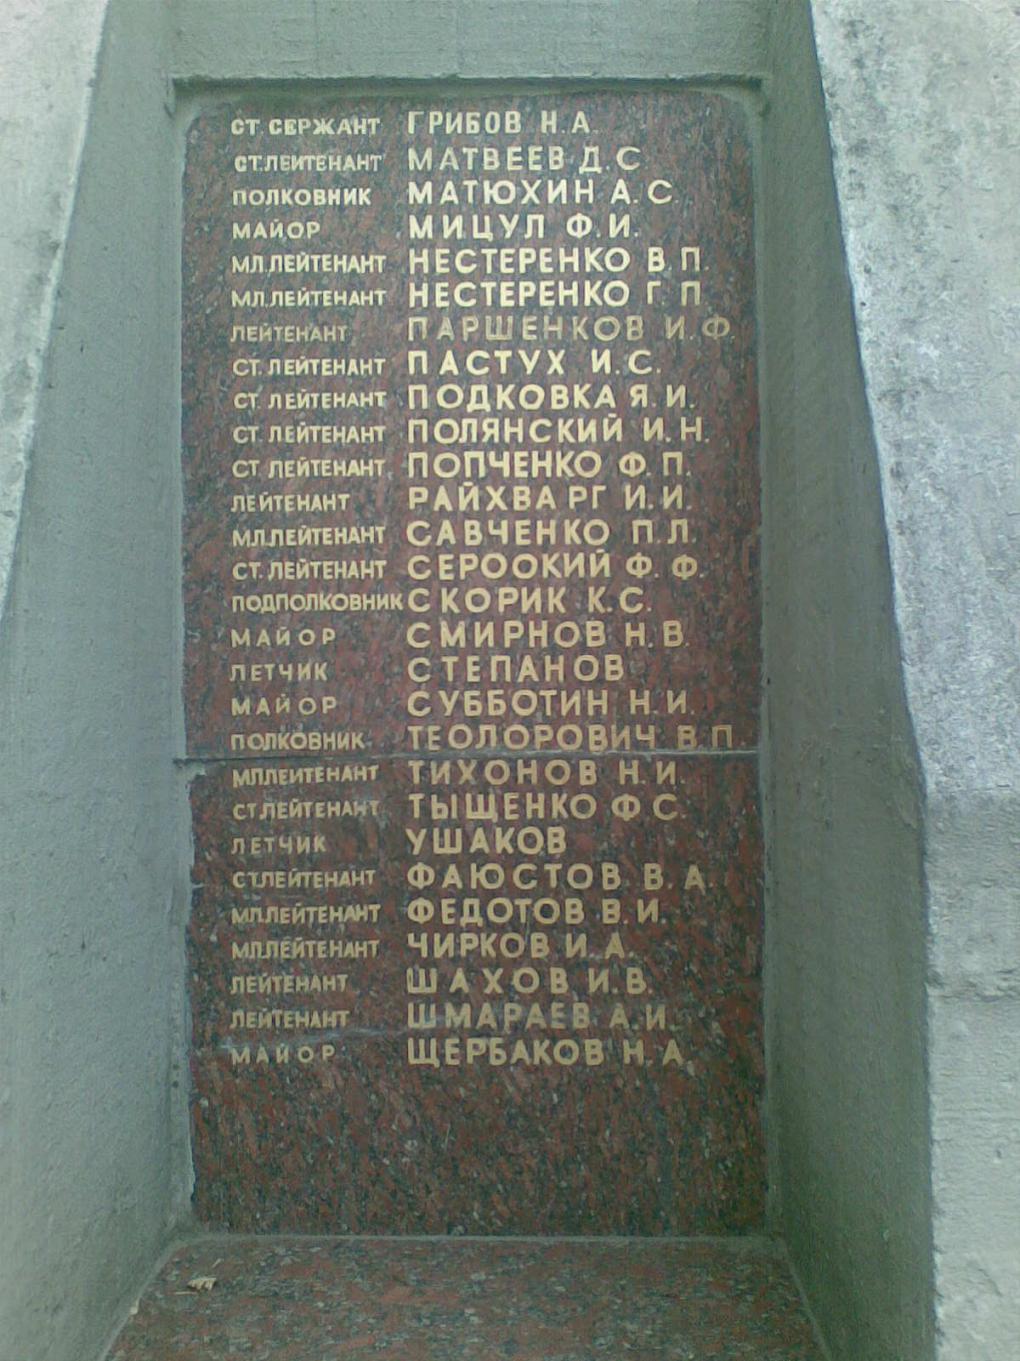 СТ. СЕРЖАНТ ГРИБОВ Н.А.
СТ.ЛЕЙТЕНАНТ МАТВЕЕВ Д.С
ПОЛКОВНИК МАТЮХИН А.С.
МАЙОР МИЦУЛ Ф.И.
МЛ.ЛЕЙТЕНАНТ НЕСТЕРЕНКО В.П.
МЛ.ЛЕЙТЕНАНТ НЕСТЕРЕНКО Г.П
ЛЕЙТЕНАНТ ПАРШЕНКОВ И.Ф.
СТ. ЛЕЙТЕНАНТ ПАСТУХ И.С.
СТ. ЛЕЙТЕНАНТ ПОДКОВКА Я.И.
СТ. ЛЕЙТЕНАНТ ПОЛЯНСКИЙ И.Н.
СТ. ЛЕЙТЕНАНТ ПОПЧЕНКО Ф.П.
ЛЕЙТЕНАНТ РАЙХВАРГ И.И.
МЛ.ЛЕЙТЕНАНТ САВЧЕНКО П.Л.
СТ. ЛЕЙТЕНАНТ СЕРООКИЙ Ф.Ф.
ПОДПОЛКОВНИК СКОРИК К.С.
МАЙОР СМИРНОВ Н.В.
ЛЕТЧИК СТЕПАНОВ
МАЙОР СУББОТИН Н.И.
ПОЛКОВНИК ТЕОЛОРОВИЧ В.П
МЛ.ЛЕЙТЕНАНТ ТИХОНОВ Н.И.
СТ.ЛЕЙТЕНАНТ ТЫЩЕНКО Ф.С.
ЛЕТЧИК УШАКОВ
СТ.ЛЕЙТЕНАНТ ФАЮСТОВ В.А.
МЛ.ЛЕЙТЕНАНТ ФЕДОТОВ В.И.
МЛ.ЛЕЙТЕНАНТ ЧИРКОВ И.А.
ЛЕЙТЕНАНТ ШАХОВ И.В.
ЛЕЙТЕНАНТ ШМАРАЕВ А.И.
МАЙОР ЩЕРБАКОВ Н.А.